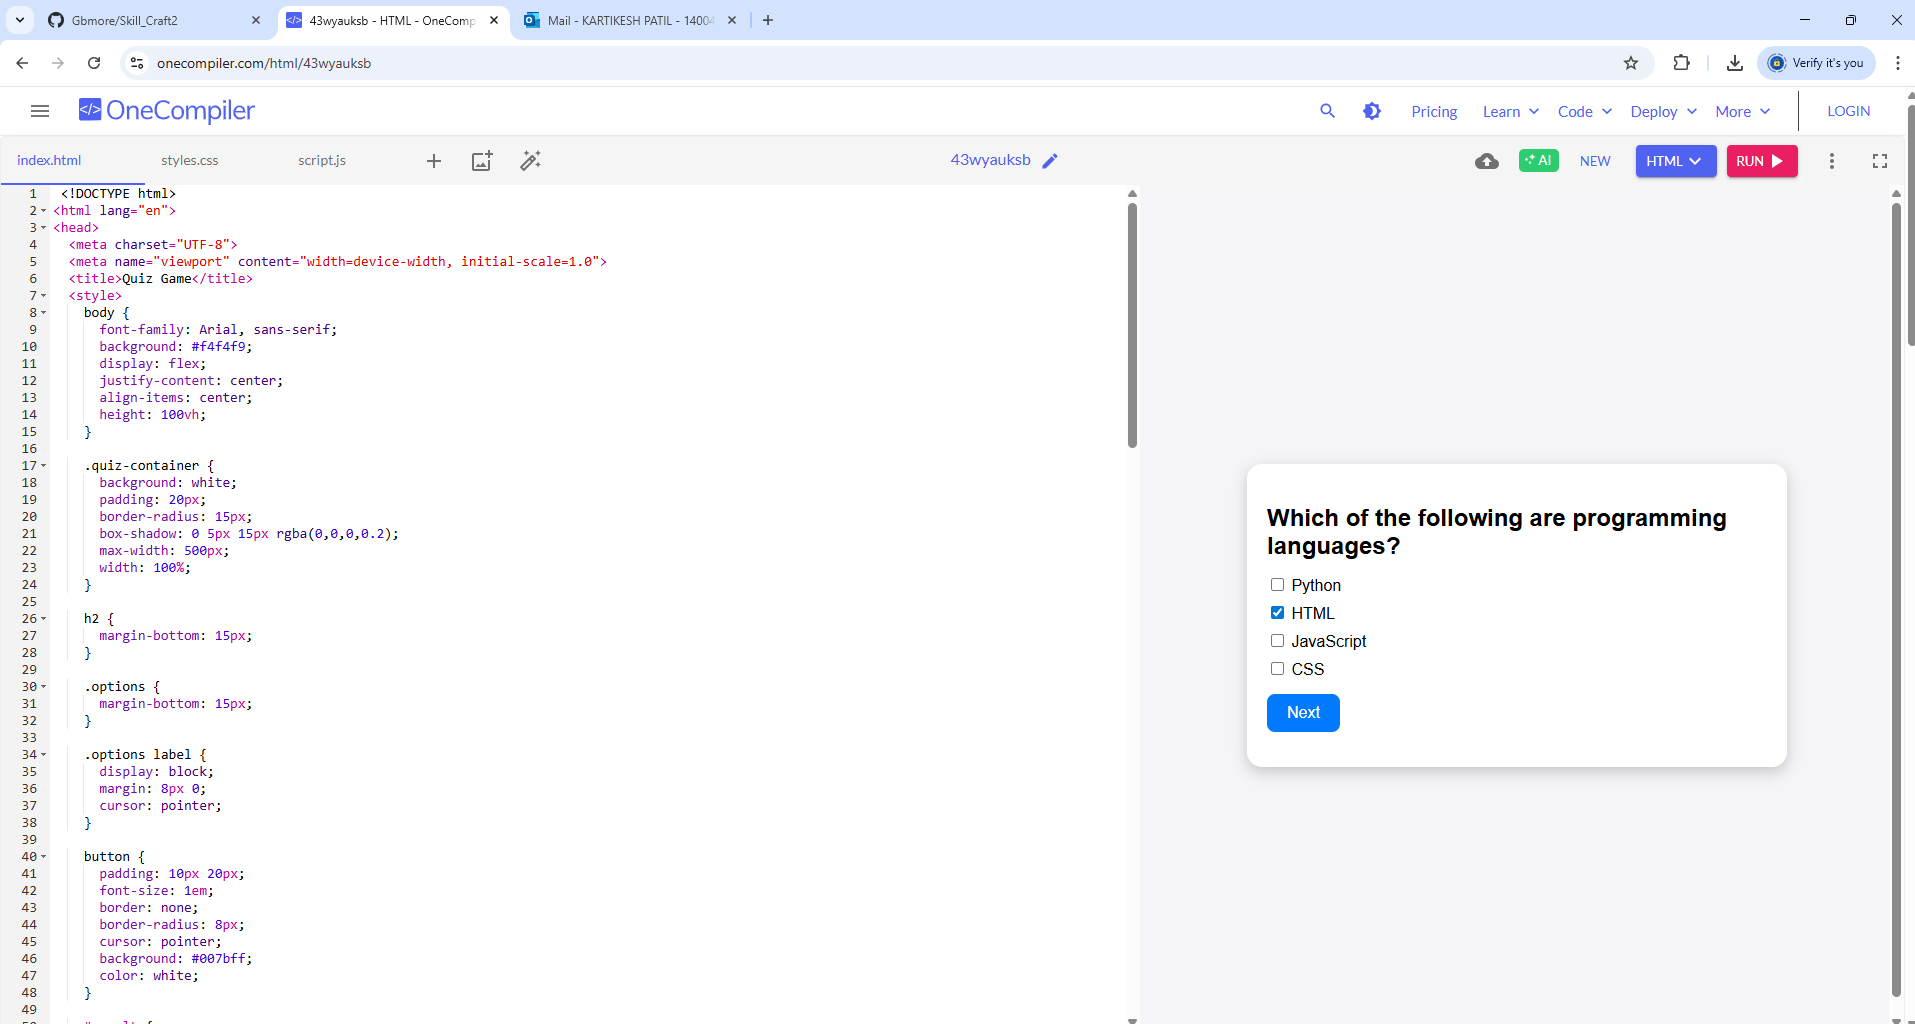 Gbmore/Skill_Craft2
43wyauksb - HTML - OneComp
Mail - KARTIKESH PATIL - 1400
onecompiler.com/html/43wyauksb
Verify it's you
OneCompiler
Pricing
Learn
Code
Deploy
More
LOGIN
index.html
styles.css
script.js
43wyauksb
AI
NEW
HTML
RUN
1 <!DOCTYPE html>
2 <html lang="en">
3 <head>
4 <meta charset="UTF-8">
5 <meta name="viewport" content="width=device-width, initial-scale=1.0">
6 <title>Quiz Game</title>
7 <style>
8 body {
9 font-family: Arial, sans-serif;
10 background: #f4f4f9;
11 display: flex;
12 justify-content: center;
13 align-items: center;
14 height: 100vh;
15 }
16
17 .quiz-container {
18 background: white;
19 padding: 20px;
20 border-radius: 15px;
21 box-shadow: 0 5px 15px rgba(0,0,0,0.2);
22 max-width: 500px;
23 width: 100%;
24 }
25
26 h2 {
27 margin-bottom: 15px;
28 }
29
30 .options {
31 margin-bottom: 15px;
32 }
33
34 .options label {
35 display: block;
36 margin: 8px 0;
37 cursor: pointer;
38 }
39
40 button {
41 padding: 10px 20px;
42 font-size: 1em;
43 border: none;
44 border-radius: 8px;
45 cursor: pointer;
46 background: #007bff;
47 color: white;
48 }
49
Which of the following are programming
languages?
Python
HTML
JavaScript
CSS
Next